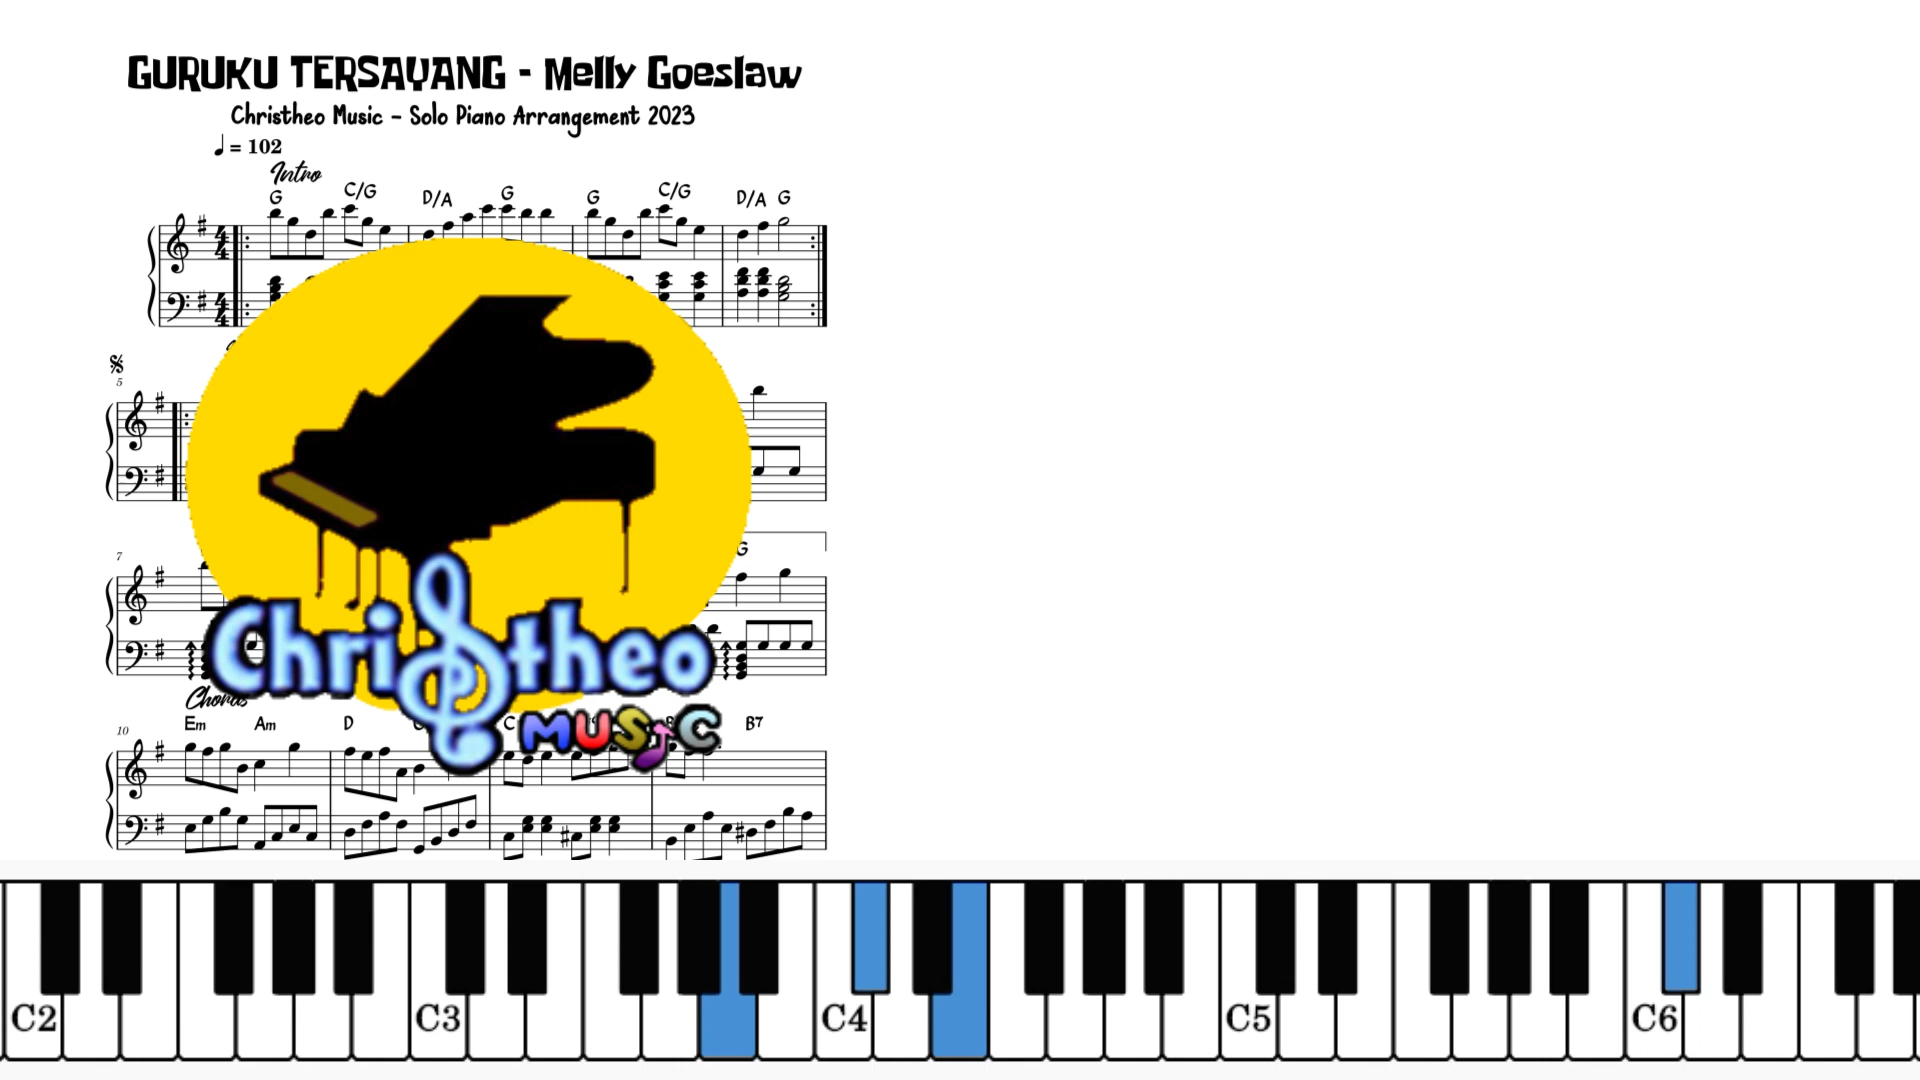 GURUKU TERSAYANG - Melly Goeslaw
Christheo Music - Solo Piano Arrangement 2023
= 102
Intro
G C/G D/A G G C/G D/A G
5
7
G
Christheo
MUSIC
Chorus
Em Am D C B7
10
C2 C3 C4 C5 C6